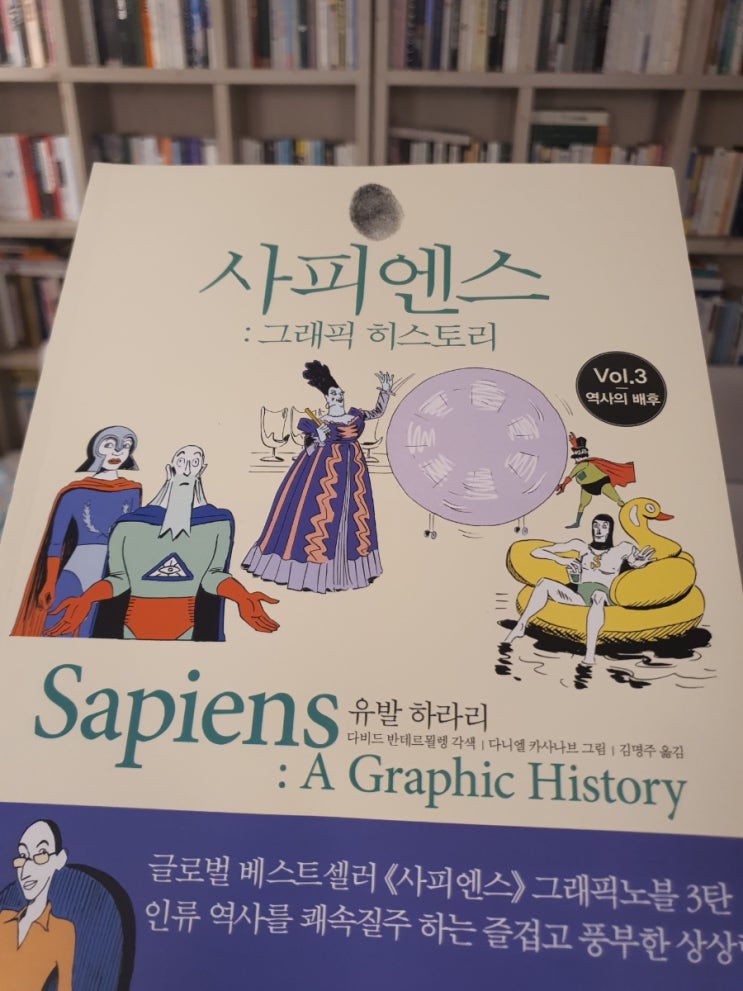 사피엔스
: 그래픽 히스토리
Vol.3
역사의 배후
Sapiens
유발 하라리
다비드 반데르묄렝 각색 | 다니엘 카사나브 그림 | 김명주 옮김
: A Graphic History
글로벌 베스트셀러 《사피엔스》 그래픽노블 3탄
인류 역사를 쾌속질주 하는 즐겁고 풍부한